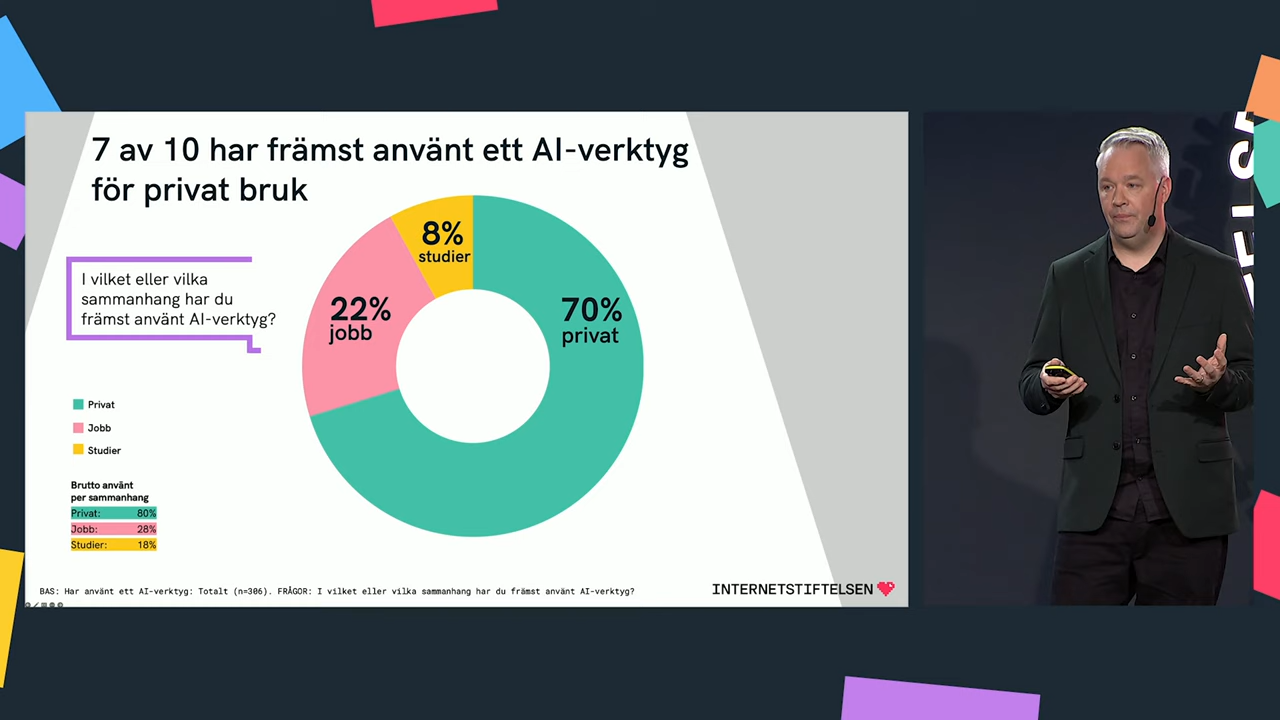 7 av 10 har främst använt ett AI-verktyg
för privat bruk
I vilket eller vilka
sammanhang har du
främst använt AI-verktyg?
8%
studier
22%
jobb
70%
privat
Privat
Jobb
Studier
Brutto använt
per sammanhang
Privat: 80%
Jobb: 28%
Studier: 18%
BAS: Har använt ett AI-verktyg: Totalt (n=306). FRÅGOR: I vilket eller vilka sammanhang har du främst använt AI-verktyg?
INTERNETSTIFTELSEN